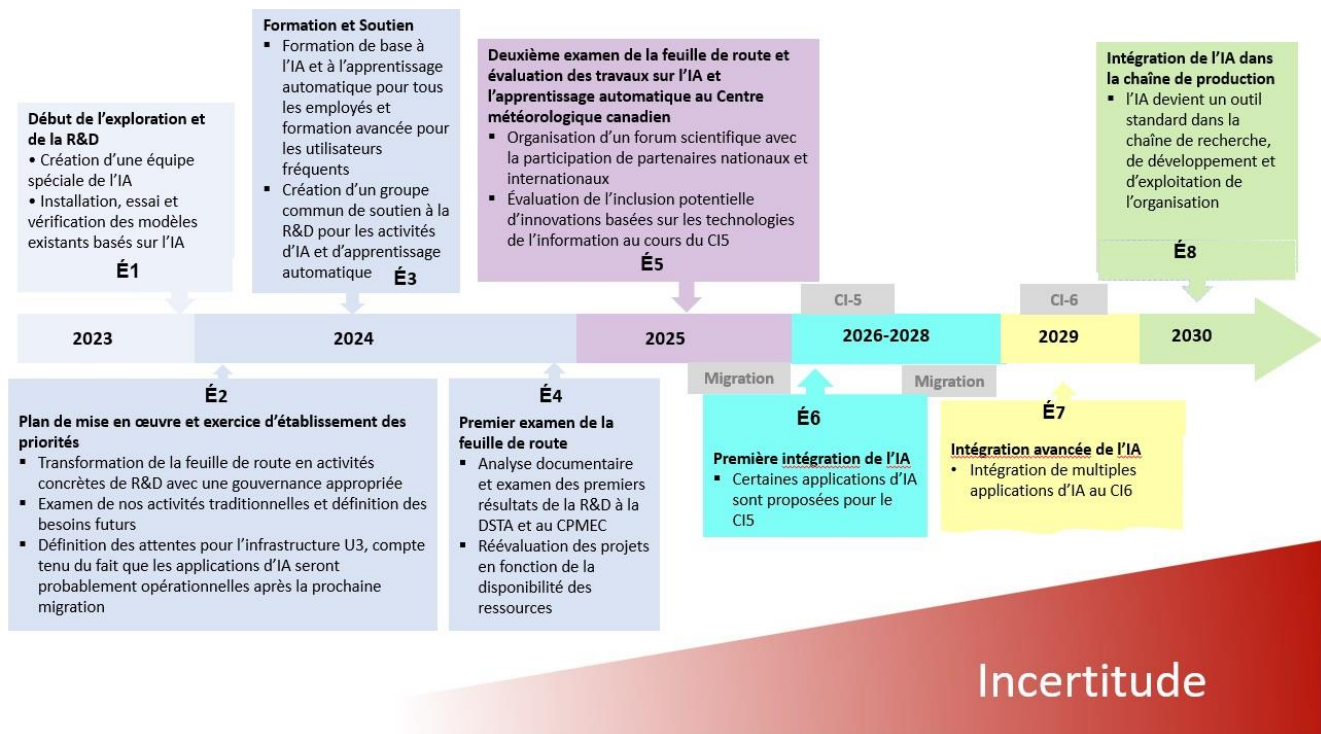 Début de l’exploration et
de la R&D
• Création d’une équipe
spéciale de l’IA
• Installation, essai et
vérification des modèles
existants basés sur l’IA
É1
Formation et Soutien
▪ Formation de base à
l’IA et à l’apprentissage
automatique pour tous
les employés et
formation avancée pour
les utilisateurs
fréquents
▪ Création d’un groupe
commun de soutien à la
R&D pour les activités
d’IA et d’apprentissage
automatique
É3
Deuxième examen de la feuille de route et
évaluation des travaux sur l’IA et
l’apprentissage automatique au Centre
météorologique canadien
▪ Organisation d’un forum scientifique avec
la participation de partenaires nationaux et
internationaux
▪ Évaluation de l’inclusion potentielle
d’innovations basées sur les technologies
de l’information au cours du CI5
É5
Intégration de l’IA dans
la chaîne de production
▪ l’IA devient un outil
standard dans la
chaîne de recherche,
de développement et
d’exploitation de
l’organisation
É8
CI-5
CI-6
2023
2024
2025
2026-2028
2029
2030
Migration
Migration
É2
Plan de mise en œuvre et exercice d’établissement des
priorités
▪ Transformation de la feuille de route en activités
concrètes de R&D avec une gouvernance appropriée
▪ Examen de nos activités traditionnelles et définition des
besoins futurs
▪ Définition des attentes pour l’infrastructure U3, compte
tenu du fait que les applications d’IA seront
probablement opérationnelles après la prochaine
migration
É4
Premier examen de la
feuille de route
▪ Analyse documentaire
et examen des premiers
résultats de la R&D à la
DSTA et au CPMEC
▪ Réévaluation des projets
en fonction de la
disponibilité des
ressources
É6
Première intégration de l’IA
▪ Certaines applications d’IA
sont proposées pour le
CI5
É7
Intégration avancée de l’IA
• Intégration de multiples
applications d’IA au CI6
Incertitude